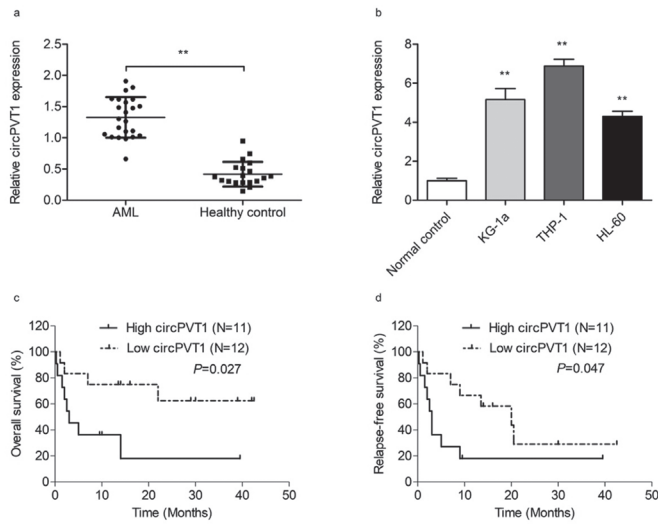 a
Relative circPVT1 expression
2.5
2.0
1.5
1.0
0.5
0.0
**
AML
Healthy control
b
Relative circPVT1 expression
8
6
4
2
0
**
**
**
Normal control
KG-1a
THP-1
HL-60
c
Overall survival (%)
120
100
80
60
40
20
0
High circPVT1 (N=11)
Low circPVT1 (N=12)
P=0.027
0
10
20
30
40
50
Time (Months)
d
Relapse-free survival (%)
120
100
80
60
40
20
0
High circPVT1 (N=11)
Low circPVT1 (N=12)
P=0.047
0
10
20
30
40
50
Time (Months)